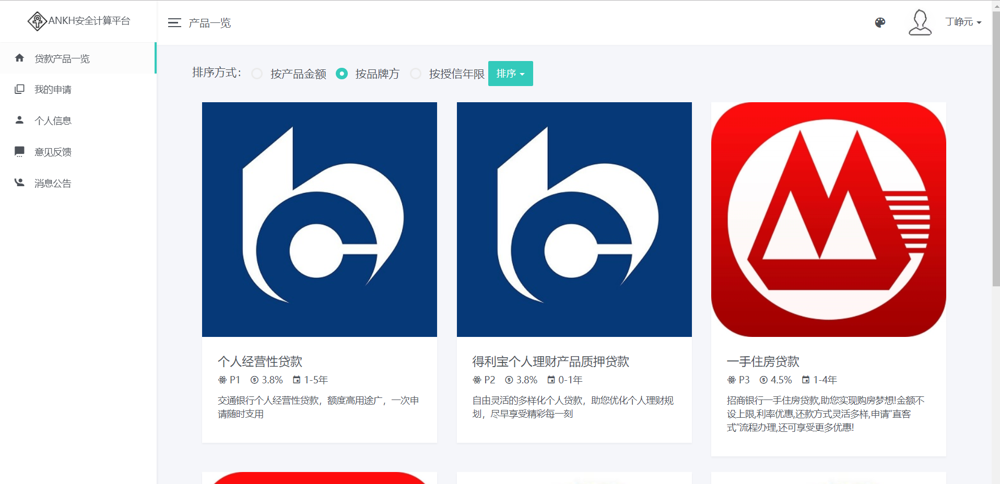 ANKH安全计算平台
产品一览
丁峥元
贷款产品一览
我的申请
个人信息
意见反馈
消息公告
排序方式：
按产品金额
按品牌方
按授信年限
排序
个人经营性贷款
P1 3.8% 1-5年
交通银行个人经营性贷款，额度高用途广，一次申
请随时支用
得利宝个人理财产品质押贷款
P2 3.8% 0-1年
自由灵活的多样化个人贷款，助您优化个人理财规
划，尽早享受精彩每一刻
一手住房贷款
P3 4.5% 1-4年
招商银行一手住房贷款,助您实现购房梦想!金额不
设上限,利率优惠,还款方式灵活多样,申请“直客
式”流程办理,还可享受更多优惠!